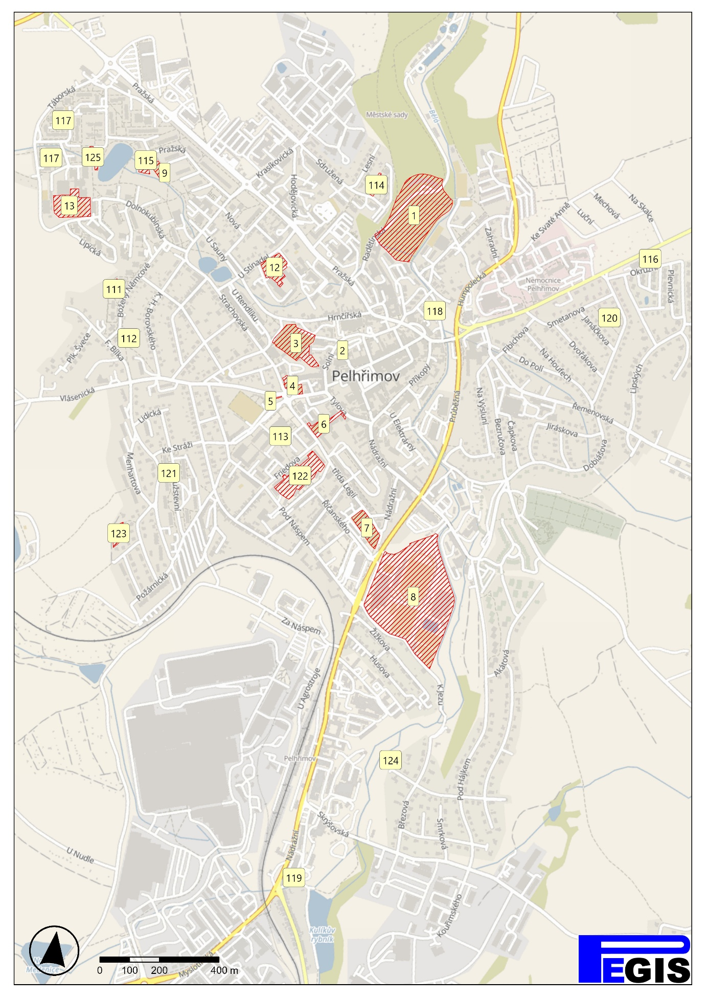 Táborská
Pražská
117
Městské sady
Bělá
117
125
115
Pražská
9
Krasíkovická
Sdružená
Lesní
Hodějovická
114
13
1
Dolnokubínská
Nová
Mechová
Na Skalce
Ke Svaté Anně
Luční
Zahradní
Lipická
U Sauny
U Stínadel
12
Pražská
116
Okružní
Plevnická
Humpolecká
Nemocnice
Pelhřimov
111
Boženy Němcové
K. H. Borovského
Strachovská
U Rendlíku
Hrnčířská
118
Smetanova
120
Janáčkova
Plk. Švece
F. Bílka
112
3
2
Solní
Pelhřimov
Příkopy
Fibichova
Dvořákova
Na Houfech
Do Polí
Lipských
Vlásenická
4
5
Tylova
Průběžná
Na Výsluní
Bezručova
Čapkova
Řemenovská
Jiráskova
Dobiášova
Lidická
6
113
U Elektrárny
Nádražní
Ke Stráži
Menhartova
121
Friedova
122
třída Legií
Nádražní
Říčanského
Pod Náspem
123
7
Požárnická
8
Za Náspem
Žižkova
Husova
U Agrostroje
K Jezu
Akátová
Pelhřimov
124
Pod Hájkem
Březová
Smrková
Skrýšovská
U Nudle
Nádražní
119
Kouřimského
Kulíkův
rybník
Myslotínská
0 100 200 400 m
PEGIS